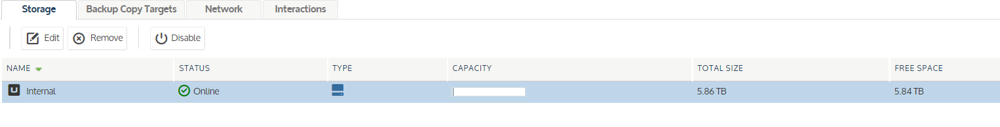 Storage Backup Copy Targets Network Interactions
Edit Remove Disable
NAME STATUS TYPE CAPACITY TOTAL SIZE FREE SPACE
Internal Online 5.86 TB 5.84 TB